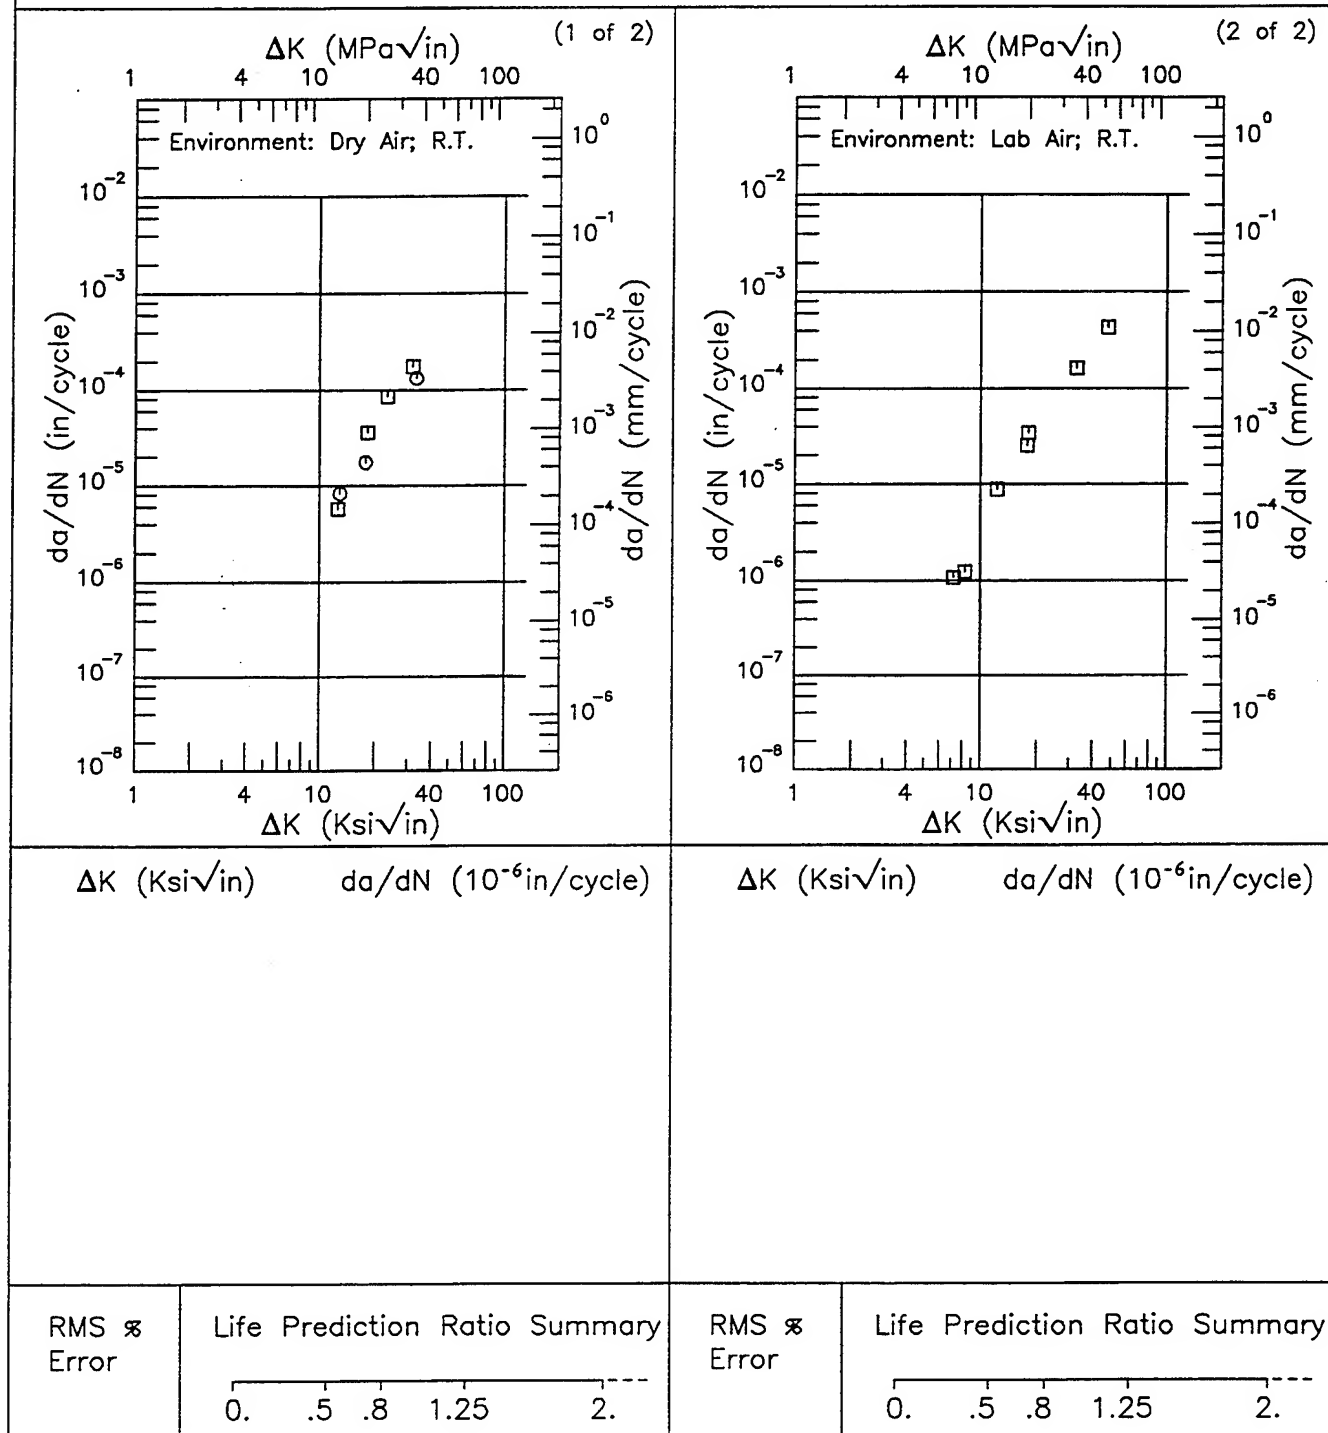 (1 of 2)
ΔK (MPa√in)
1 4 10 40 100
Environment: Dry Air; R.T.
da/dN (in/cycle)
10⁻²
10⁻³
10⁻⁴
10⁻⁵
10⁻⁶
10⁻⁷
10⁻⁸
da/dN (mm/cycle)
10⁰
10⁻¹
10⁻²
10⁻³
10⁻⁴
10⁻⁵
10⁻⁶
1 4 10 40 100
ΔK (Ksi√in)
(2 of 2)
ΔK (MPa√in)
1 4 10 40 100
Environment: Lab Air; R.T.
da/dN (in/cycle)
10⁻²
10⁻³
10⁻⁴
10⁻⁵
10⁻⁶
10⁻⁷
10⁻⁸
da/dN (mm/cycle)
10⁰
10⁻¹
10⁻²
10⁻³
10⁻⁴
10⁻⁵
10⁻⁶
1 4 10 40 100
ΔK (Ksi√in)
ΔK (Ksi√in) da/dN (10⁻⁶in/cycle)
ΔK (Ksi√in) da/dN (10⁻⁶in/cycle)
RMS %
Error
Life Prediction Ratio Summary
0. .5 .8 1.25 2.
RMS %
Error
Life Prediction Ratio Summary
0. .5 .8 1.25 2.